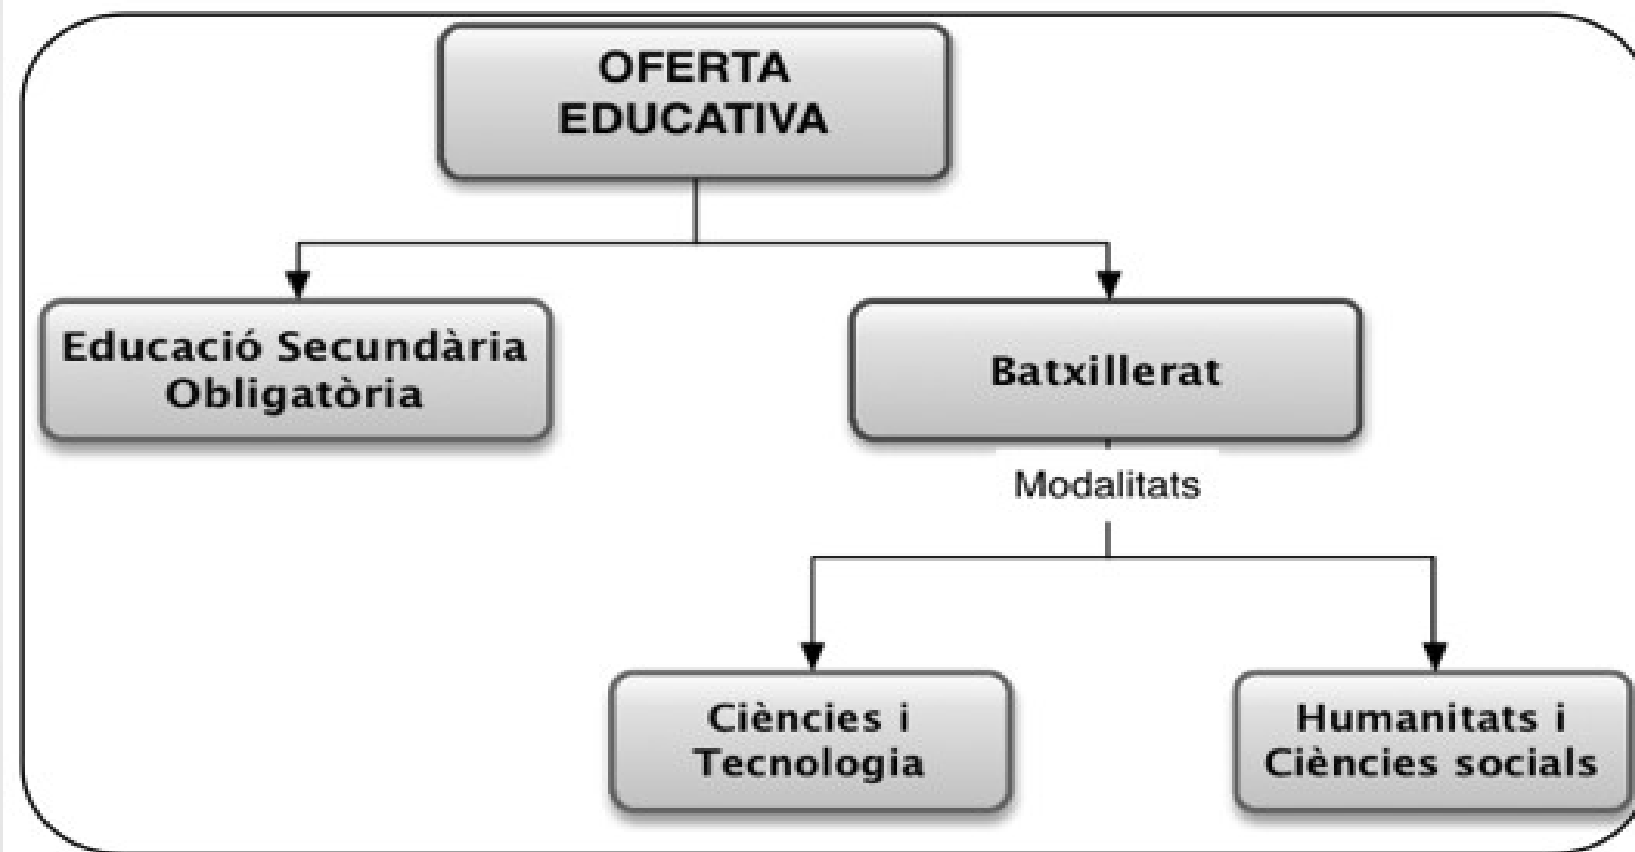 OFERTA
EDUCATIVA
Educació Secundària
Obligatòria
Batxillerat
Modalitats
Ciències i
Tecnologia
Humanitats i
Ciències socials